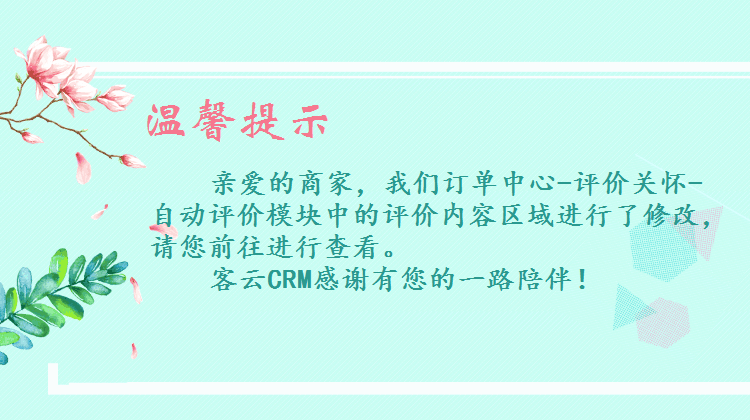 温馨提示
亲爱的商家，我们订单中心-评价关怀-
自动评价模块中的评价内容区域进行了修改，
请您前往进行查看。
客云CRM感谢有您的一路陪伴！